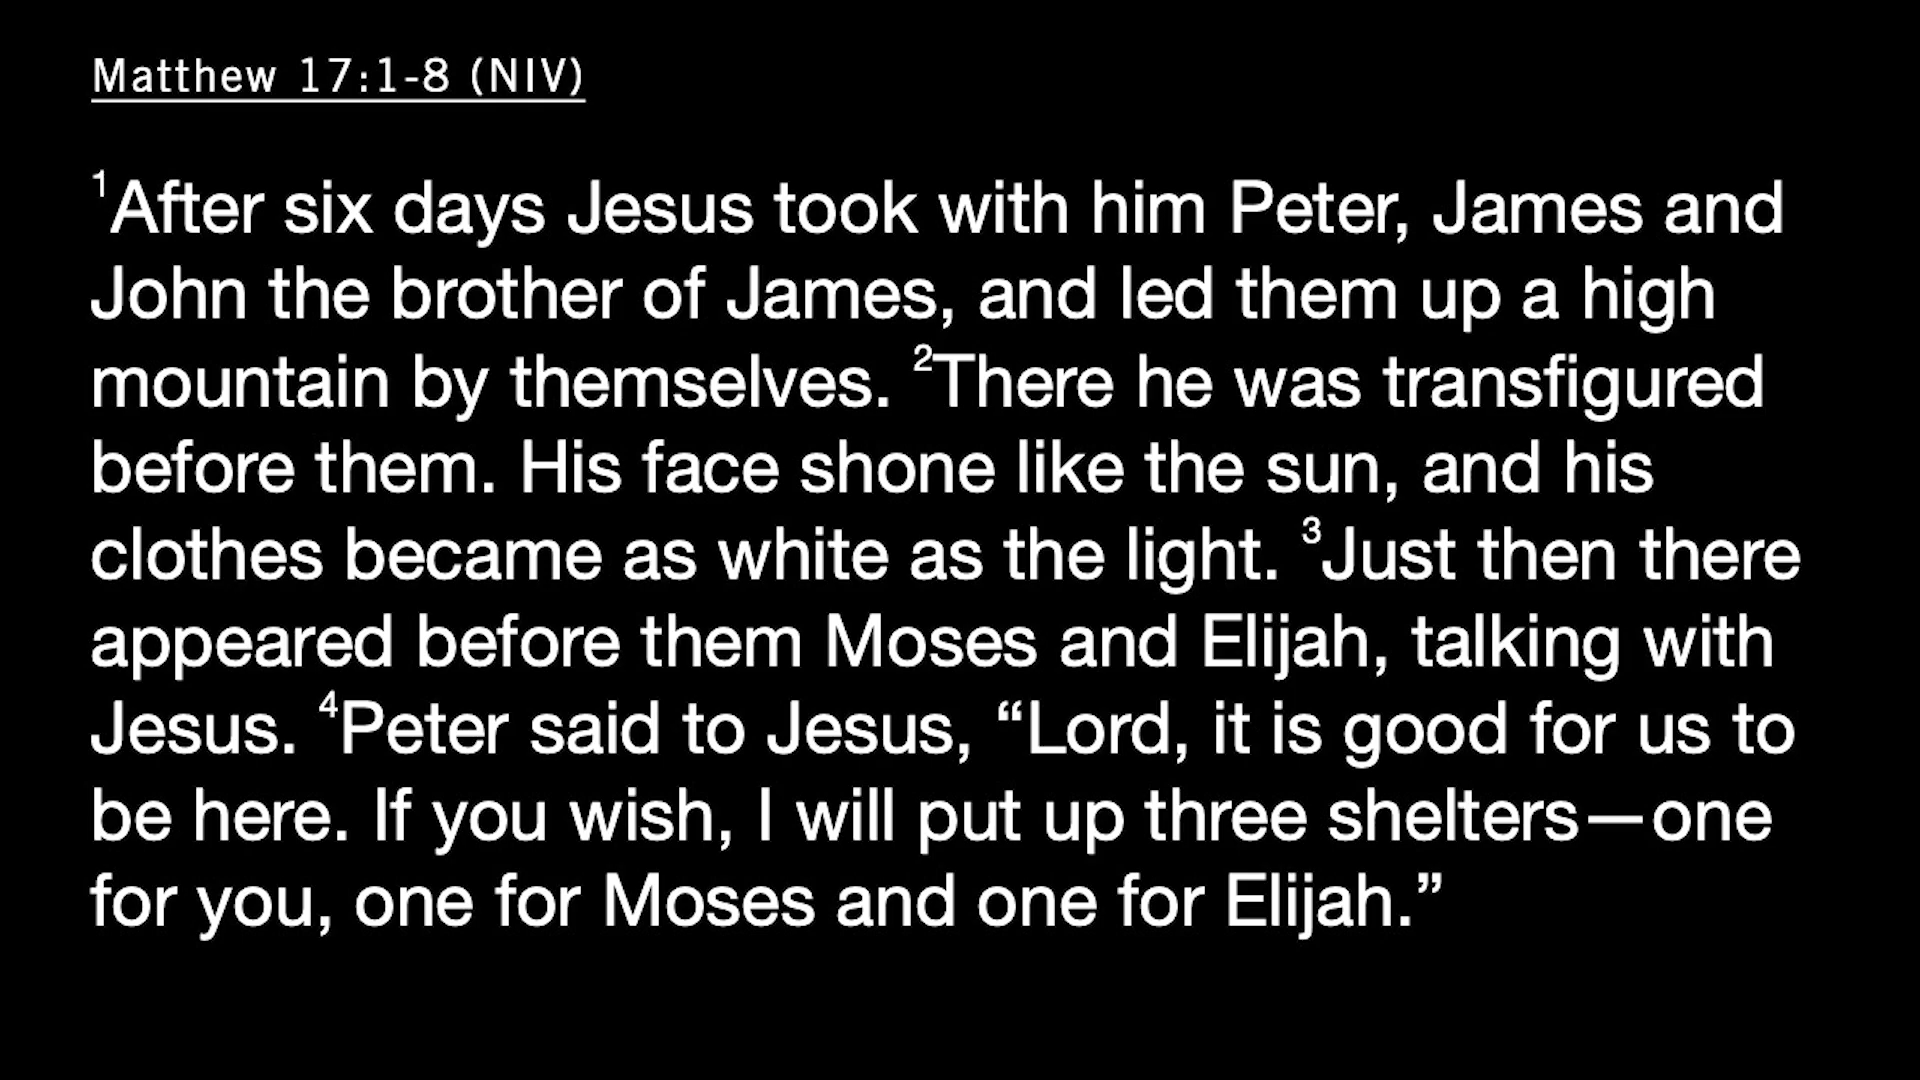 Matthew 17:1-8 (NIV)
¹After six days Jesus took with him Peter, James and
John the brother of James, and led them up a high
mountain by themselves. ²There he was transfigured
before them. His face shone like the sun, and his
clothes became as white as the light. ³Just then there
appeared before them Moses and Elijah, talking with
Jesus. ⁴Peter said to Jesus, “Lord, it is good for us to
be here. If you wish, I will put up three shelters—one
for you, one for Moses and one for Elijah.”